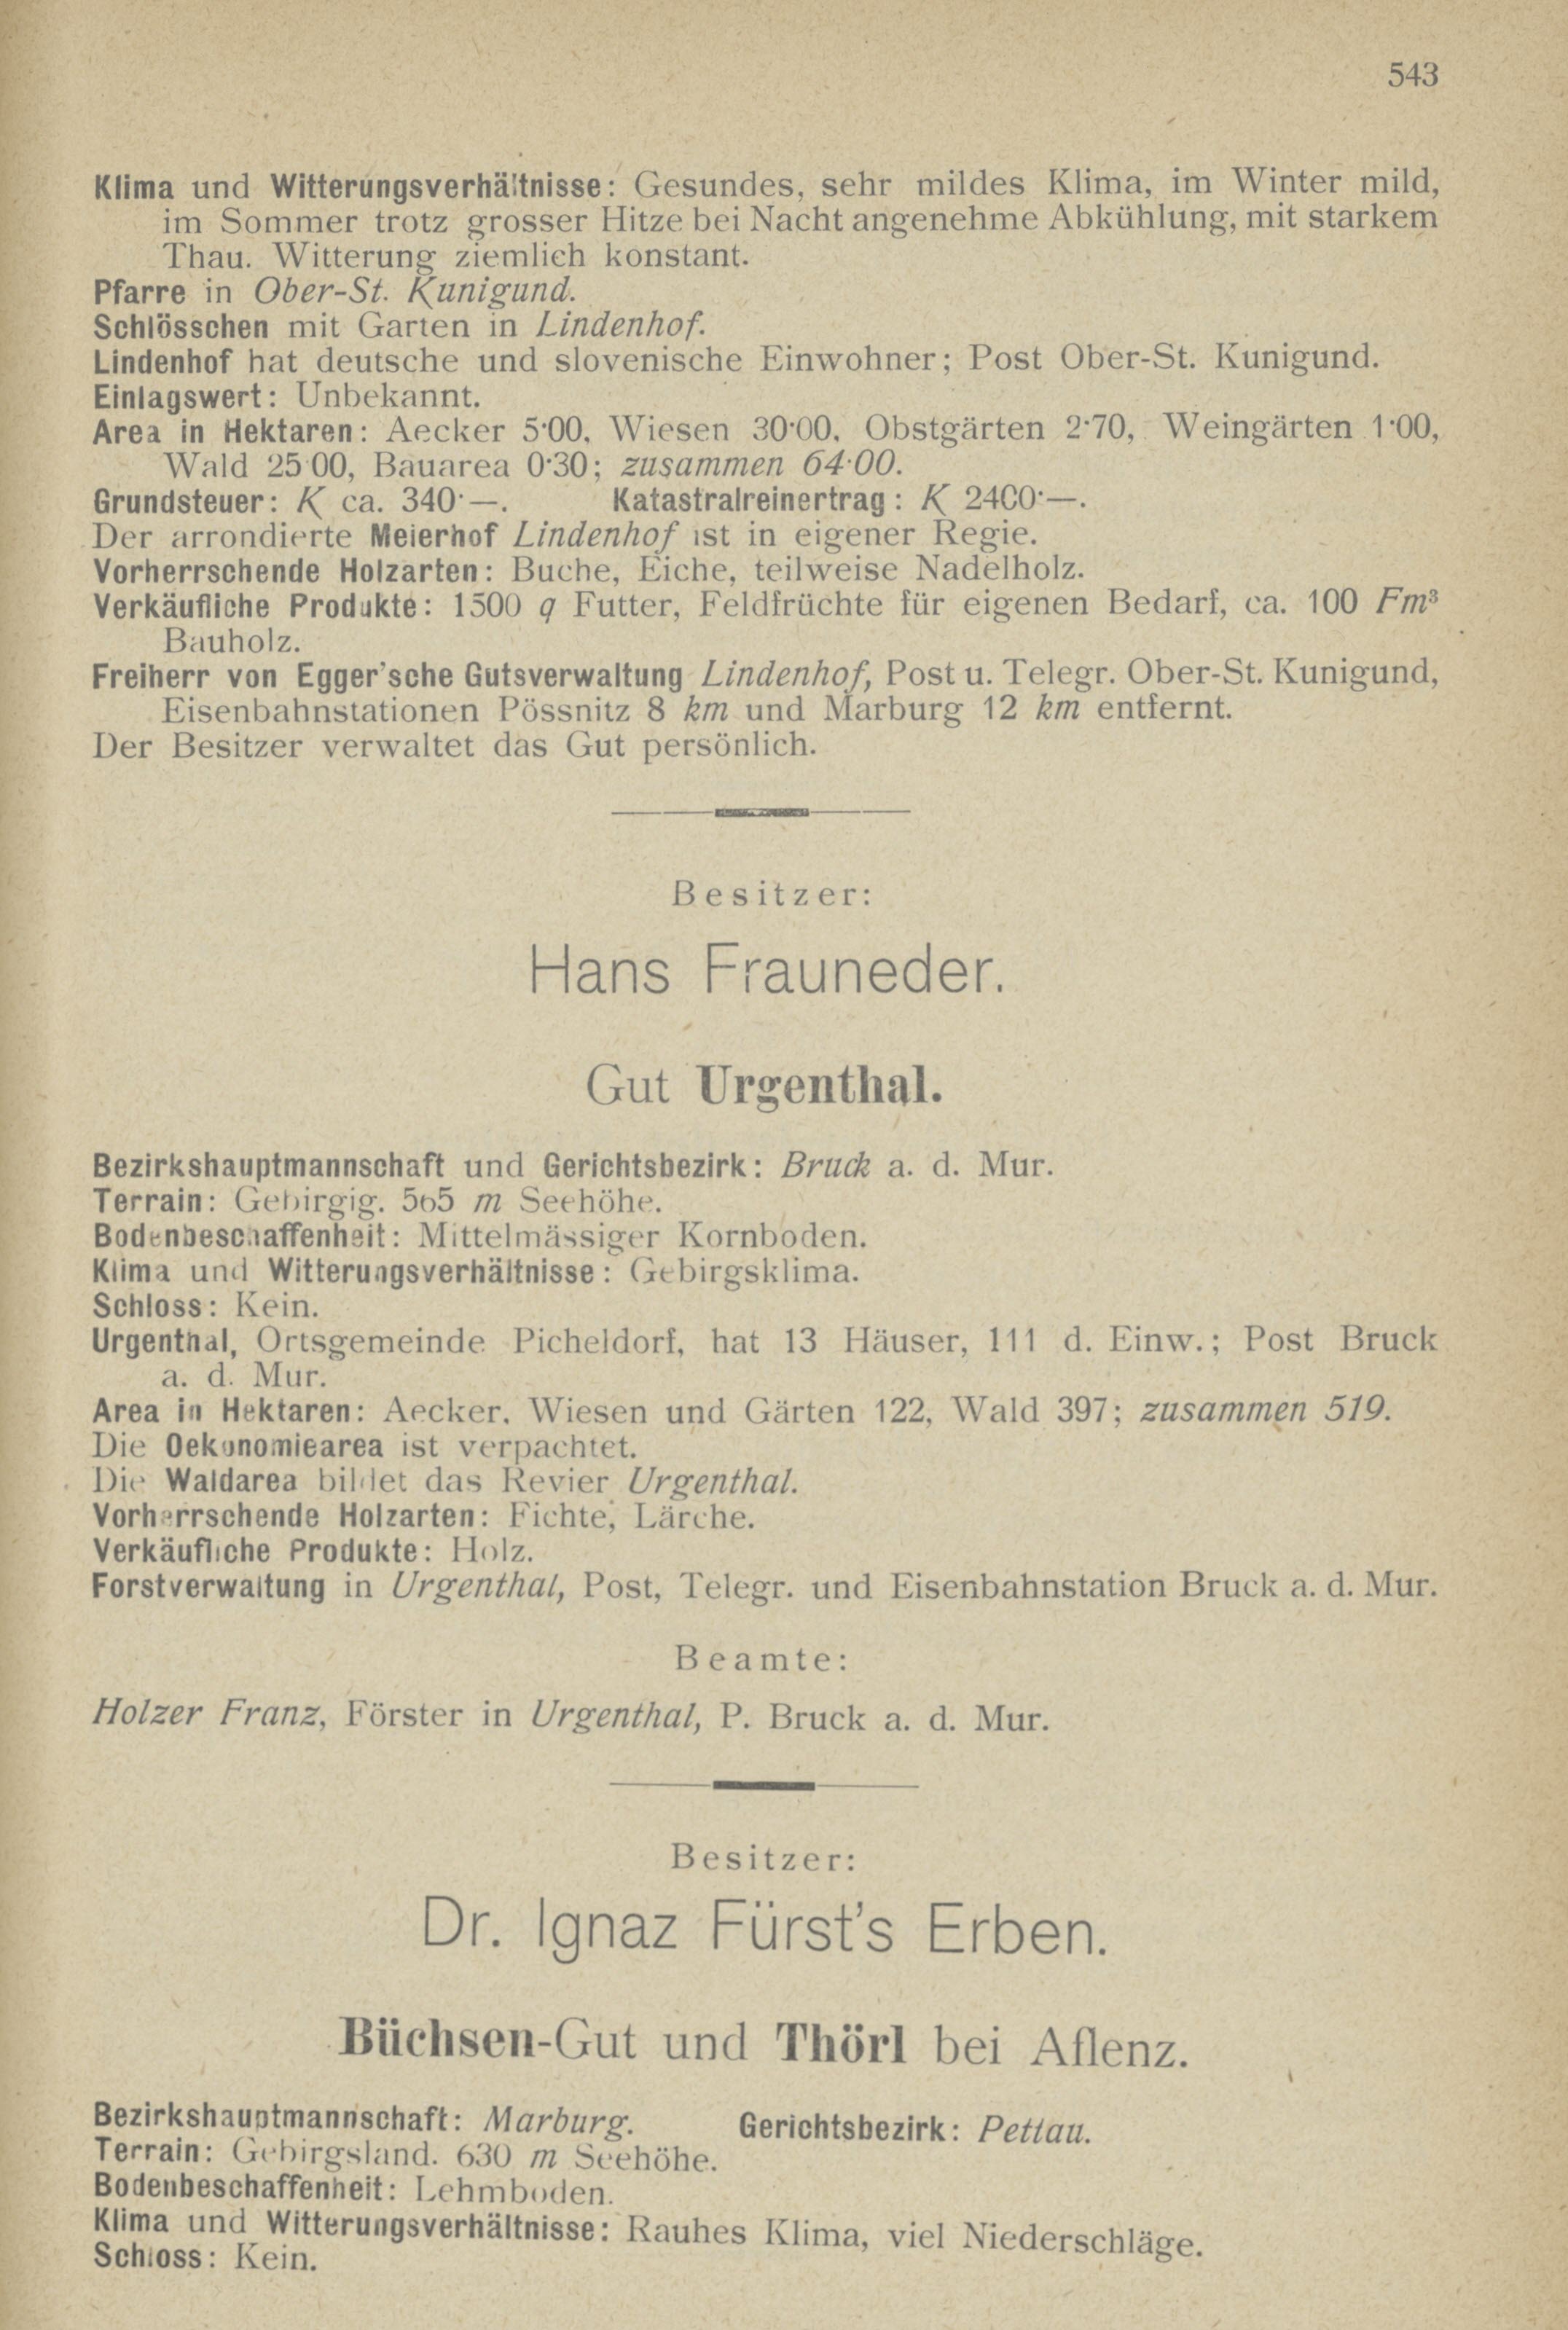 543
Klima und Witterungsverhältnisse: Gesundes, sehr mildes Klima, im Winter mild,
im Sommer trotz grosser Hitze bei Nacht angenehme Abkühlung, mit starkem
Thau. Witterung ziemlich konstant.
Pfarre in Ober-St. Kunigund.
Schlösschen mit Garten in Lindenhof.
Lindenhof hat deutsche und slovenische Einwohner; Post Ober-St. Kunigund.
Einlagswert: Unbekannt.
Area in Hektaren: Aecker 5·00, Wiesen 30·00, Obstgärten 2·70, Weingärten 1·00,
Wald 25·00, Bauarea 0·30; zusammen 64·00.
Grundsteuer: K ca. 340·—. Katastralreinertrag: K 2400·—.
Der arrondierte Meierhof Lindenhof ist in eigener Regie.
Vorherrschende Holzarten: Buche, Eiche, teilweise Nadelholz.
Verkäufliche Produkte: 1500 q Futter, Feldfrüchte für eigenen Bedarf, ca. 100 Fm³
Bauholz.
Freiherr von Egger'sche Gutsverwaltung Lindenhof, Post u. Telegr. Ober-St. Kunigund,
Eisenbahnstationen Pössnitz 8 km und Marburg 12 km entfernt.
Der Besitzer verwaltet das Gut persönlich.
Besitzer:
Hans Frauneder.
Gut Urgenthal.
Bezirkshauptmannschaft und Gerichtsbezirk: Bruck a. d. Mur.
Terrain: Gebirgig. 565 m Seehöhe.
Bodenbeschaffenheit: Mittelmässiger Kornboden.
Klima und Witterungsverhältnisse: Gebirgsklima.
Schloss: Kein.
Urgenthal, Ortsgemeinde Picheldorf, hat 13 Häuser, 111 d. Einw.; Post Bruck
a. d. Mur.
Area in Hektaren: Aecker, Wiesen und Gärten 122, Wald 397; zusammen 519.
Die Oekonomiearea ist verpachtet.
Die Waldarea bildet das Revier Urgenthal.
Vorherrschende Holzarten: Fichte, Lärche.
Verkäufliche Produkte: Holz.
Forstverwaltung in Urgenthal, Post, Telegr. und Eisenbahnstation Bruck a. d. Mur.
Beamte:
Holzer Franz, Förster in Urgenthal, P. Bruck a. d. Mur.
Besitzer:
Dr. Ignaz Fürst's Erben.
Büchsen-Gut und Thörl bei Aflenz.
Bezirkshauptmannschaft: Marburg. Gerichtsbezirk: Pettau.
Terrain: Gebirgsland. 630 m Seehöhe.
Bodenbeschaffenheit: Lehmboden.
Klima und Witterungsverhältnisse: Rauhes Klima, viel Niederschläge.
Schloss: Kein.